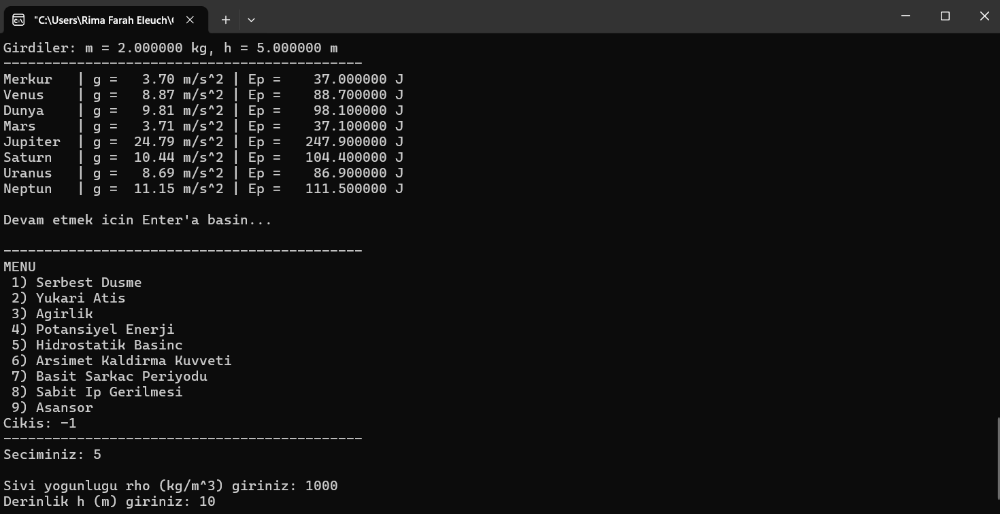 "C:\Users\Rima Farah Eleuch\
Girdiler: m = 2.000000 kg, h = 5.000000 m
--------------------------------------------
Merkur   | g =   3.70 m/s^2 | Ep =    37.000000 J
Venus    | g =   8.87 m/s^2 | Ep =    88.700000 J
Dunya    | g =   9.81 m/s^2 | Ep =    98.100000 J
Mars     | g =   3.71 m/s^2 | Ep =    37.100000 J
Jupiter  | g =  24.79 m/s^2 | Ep =   247.900000 J
Saturn   | g =  10.44 m/s^2 | Ep =   104.400000 J
Uranus   | g =   8.69 m/s^2 | Ep =    86.900000 J
Neptun   | g =  11.15 m/s^2 | Ep =   111.500000 J
Devam etmek icin Enter'a basin...
--------------------------------------------
MENU
1) Serbest Dusme
2) Yukari Atis
3) Agirlik
4) Potansiyel Enerji
5) Hidrostatik Basinc
6) Arsimet Kaldirma Kuvveti
7) Basit Sarkac Periyodu
8) Sabit Ip Gerilmesi
9) Asansor
Cikis: -1
--------------------------------------------
Seciminiz: 5
Sivi yogunlugu rho (kg/m^3) giriniz: 1000
Derinlik h (m) giriniz: 10